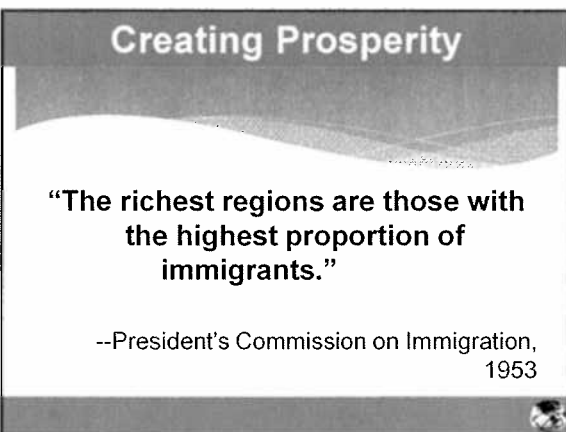 Creating Prosperity
“The richest regions are those with
the highest proportion of
immigrants.”
--President's Commission on Immigration,
1953